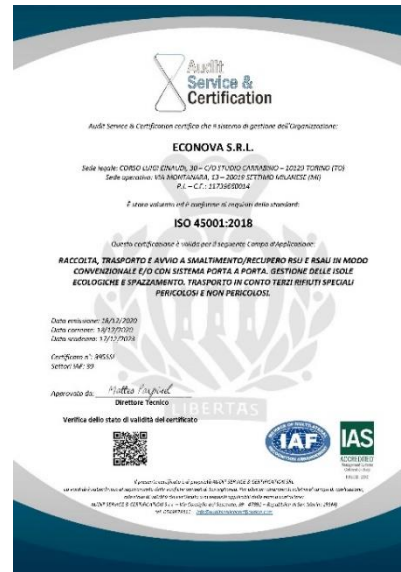 Audit
Service &
Certification
Audit Service & Certification certifica che il sistema di gestione dell'Organizzazione:
ECONOVA S.R.L.
Sede legale: CORSO LUIGI EINAUDI, 30 – C/O STUDIO CARRABINO – 10129 TORINO (TO)
Sede operativa: VIA MONTANARA, 13 – 20019 SETTIMO MILANESE (MI)
P.I. – C.F.:
È stato valutato ed è conforme ai requisiti dello standard:
ISO 45001:2018
Questa certificazione è valida per il seguente Campo d'Applicazione:
RACCOLTA, TRASPORTO E AVVIO A SMALTIMENTO/RECUPERO RSU E RSAU IN MODO
CONVENZIONALE E/O CON SISTEMA PORTA A PORTA. GESTIONE DELLE ISOLE
ECOLOGICHE E SPAZZAMENTO. TRASPORTO IN CONTO TERZI RIFIUTI SPECIALI
PERICOLOSI E NON PERICOLOSI.
Data emissione: 18/12/2020
Data corrente: 18/12/2020
Data scadenza: 17/12/2023
Certificato n°:
Settori IAF: 39
Approvato da:
Direttore Tecnico
LIBERTAS
Verifica dello stato di validità del certificato
IAF
IAS
ACCREDITED